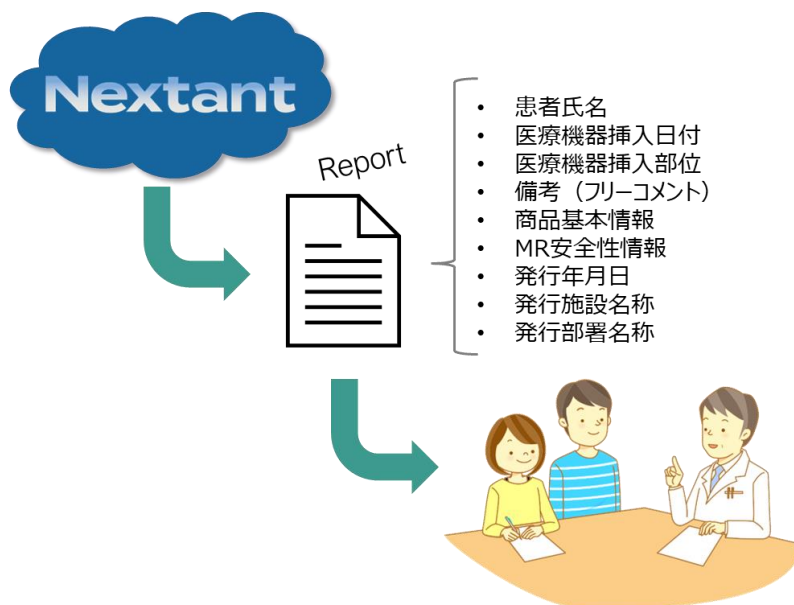 Nextant
Report
• 患者氏名
• 医療機器挿入日付
• 医療機器挿入部位
• 備考（フリーコメント）
• 商品基本情報
• MR安全性情報
• 発行年月日
• 発行施設名称
• 発行部署名称